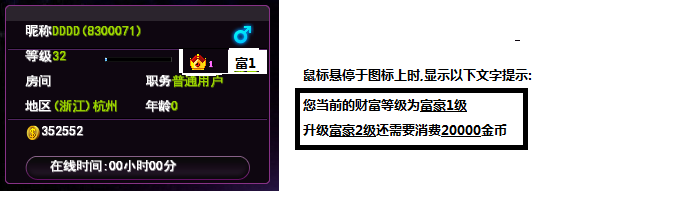 昵称DDDD(8300071)
等级32
1 富1
房间 职务普通用户
地区(浙江)杭州 年龄0
352552
在线时间:00小时00分
鼠标悬停于图标上时,显示以下文字提示:
您当前的财富等级为富豪1级
升级富豪2级还需要消费20000金币